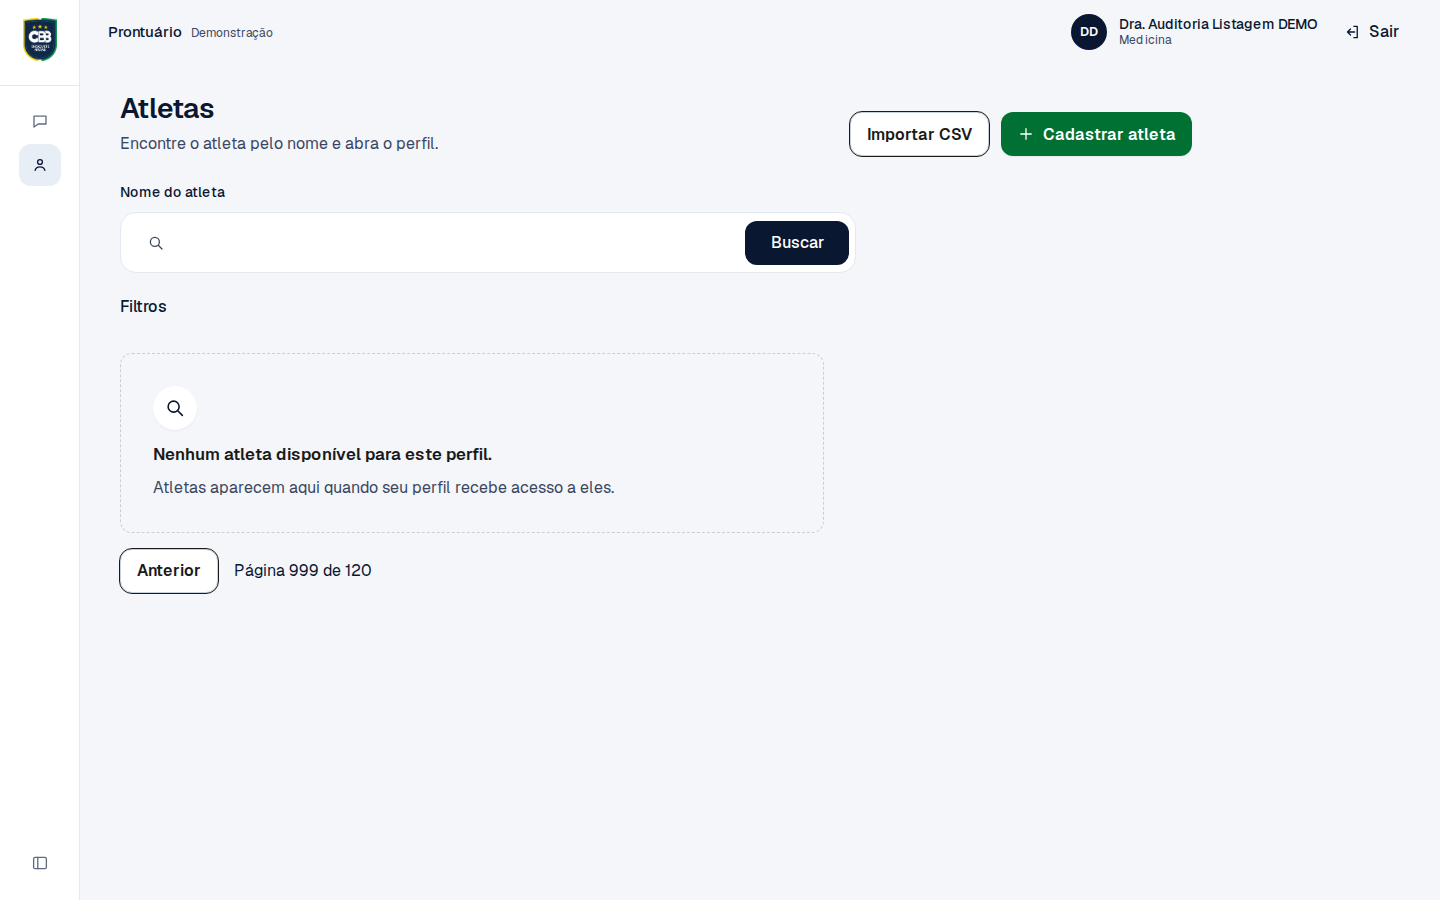 CBB
Prontuário Demonstração
DD
Dra. Auditoria Listagem DEMO
Medicina
Sair
Atletas
Encontre o atleta pelo nome e abra o perfil.
Importar CSV
Cadastrar atleta
Nome do atleta
Buscar
Filtros
Nenhum atleta disponível para este perfil.
Atletas aparecem aqui quando seu perfil recebe acesso a eles.
Anterior
Página 999 de 120